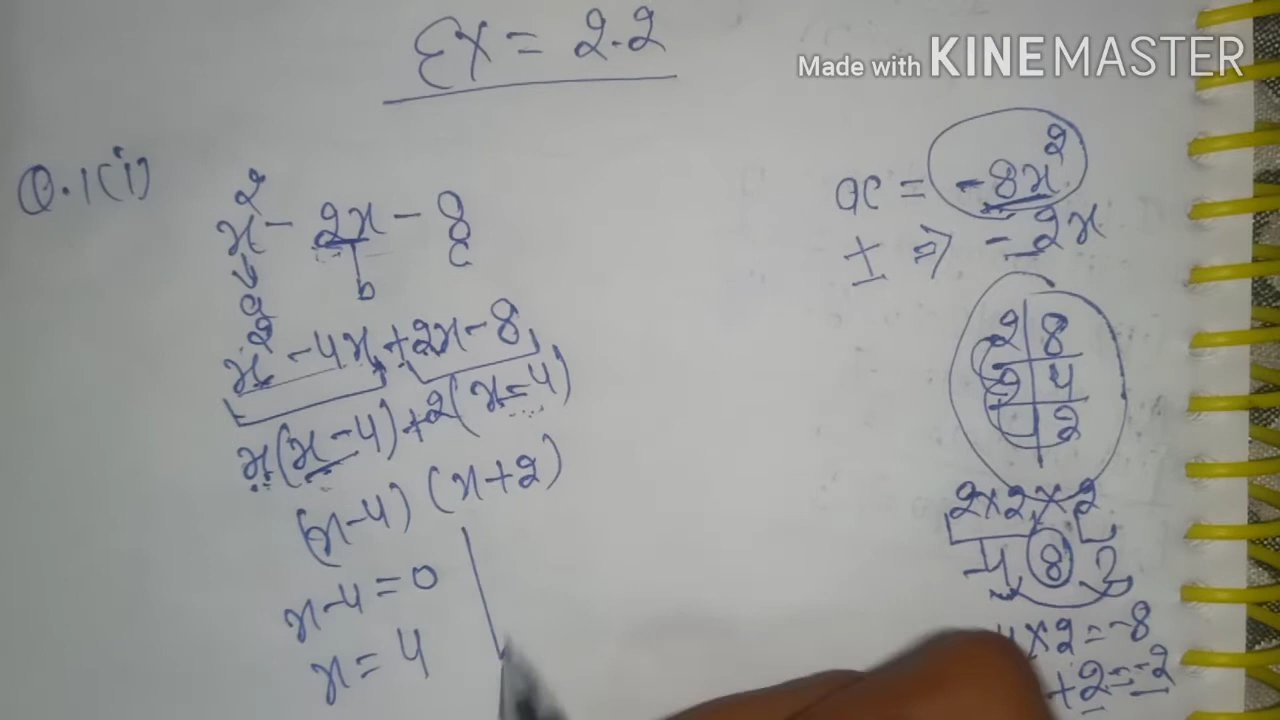 Ex = 2.2
Made with KINEMASTER
Q.1(i)
x² - 2x - 8
a b c
x² - 4x + 2x - 8
x(x-4) + 2(x-4)
(x-4) (x+2)
x-4 = 0
x = 4
ac = -8x²
± ⇒ -2x
2 | 8
2 | 4
2
2×2×2
4 8 2
4×2=-8
+2=-2